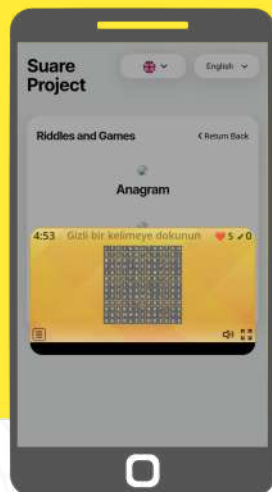 Suare
Project
English
Riddles and Games
Return Back
Anagram
4:53 Gizli bir kelimeye dokunun 5 0